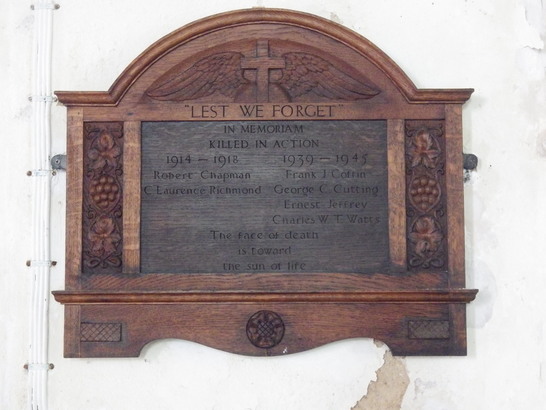 "LEST WE FORGET"
IN MEMORIAM
KILLED IN ACTION
1914 – 1918 1939 – 1945
Robert Chapman Frank J. Coffin
C. Laurence Richmond George C. Cutting
Ernest Jeffrey
Charles W. T. Watts
The face of death
is toward
the sun of life